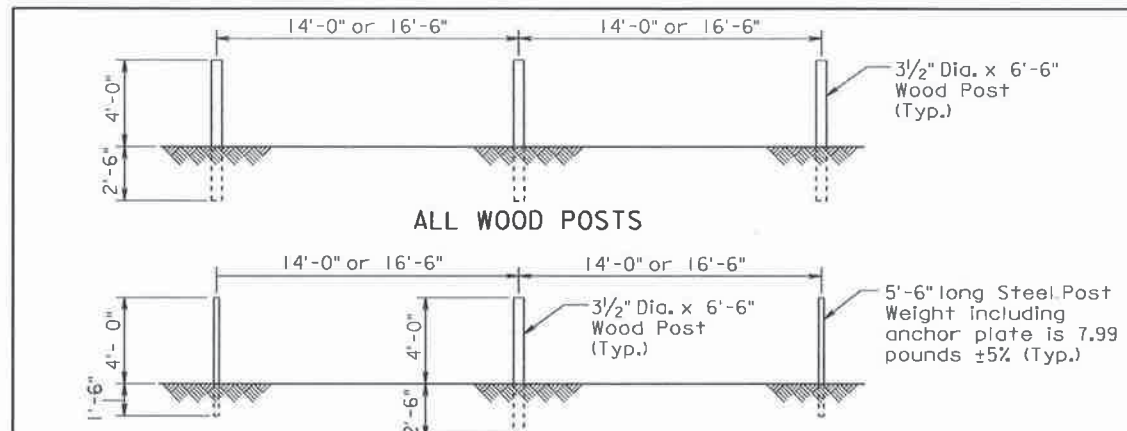 14'-0" or 16'-6"
14'-0" or 16'-6"
4'-0"
2'-6"
3½" Dia. x 6'-6"
Wood Post
(Typ.)
ALL WOOD POSTS
14'-0" or 16'-6"
14'-0" or 16'-6"
4'-0"
1'-6"
4'-0"
2'-6"
3½" Dia. x 6'-6"
Wood Post
(Typ.)
5'-6" long Steel Post
Weight including
anchor plate is 7.99
pounds ±5% (Typ.)